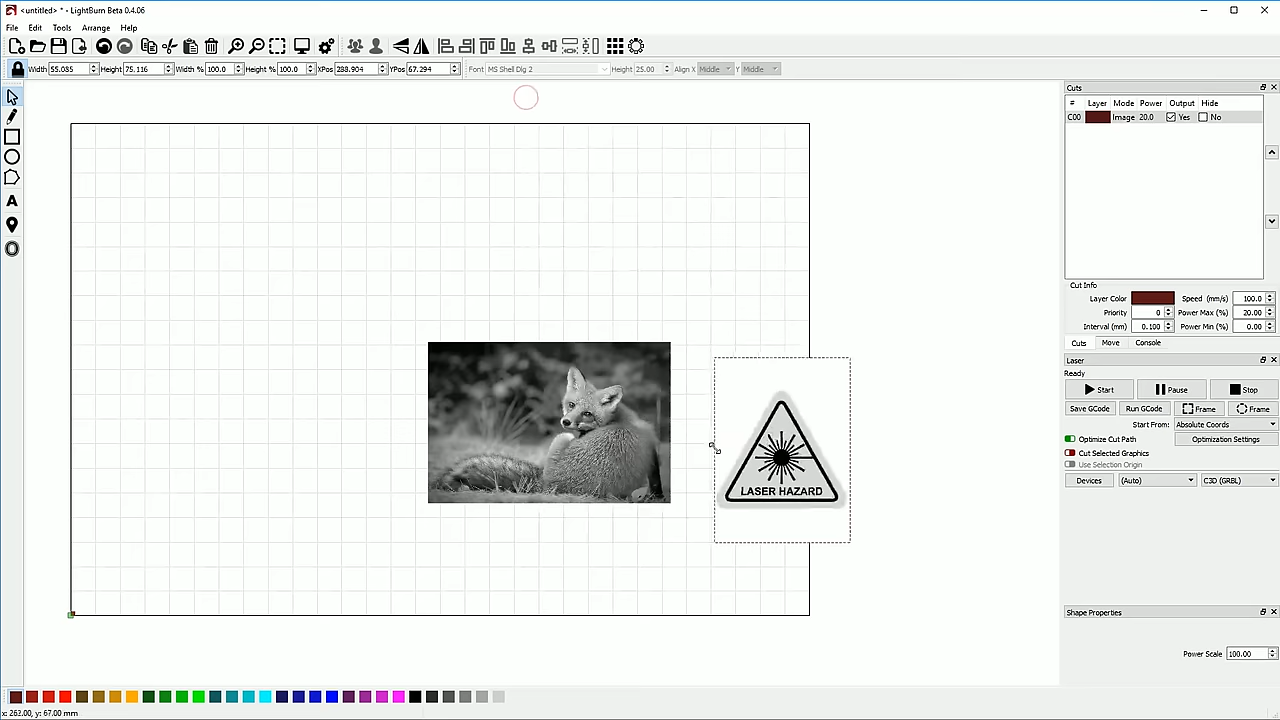 <untitled> * - LightBurn Beta 0.4.06
File Edit Tools Arrange Help
Width 55.085 Height 75.116 Width % 100.0 Height % 100.0 XPos 288.904 YPos 67.294 Font MS Shell Dlg 2 Height 25.00 Align X Middle Y Middle
Cuts
# Layer Mode Power Output Hide
C00 Image 20.0 Yes No
Cut Info
Layer Color Speed (mm/s) 100.0
Priority 0 Power Max (%) 20.00
Interval (mm) 0.100 Power Min (%) 0.00
Cuts Move Console
Laser
Ready
Start Pause Stop
Save GCode Run GCode Frame Frame
Start From: Absolute Coords
Optimize Cut Path Optimization Settings
Cut Selected Graphics
Use Selection Origin
Devices (Auto) C3D (GRBL)
LASER HAZARD
Shape Properties
Power Scale 100.00
x: 262.00, y: 67.00 mm